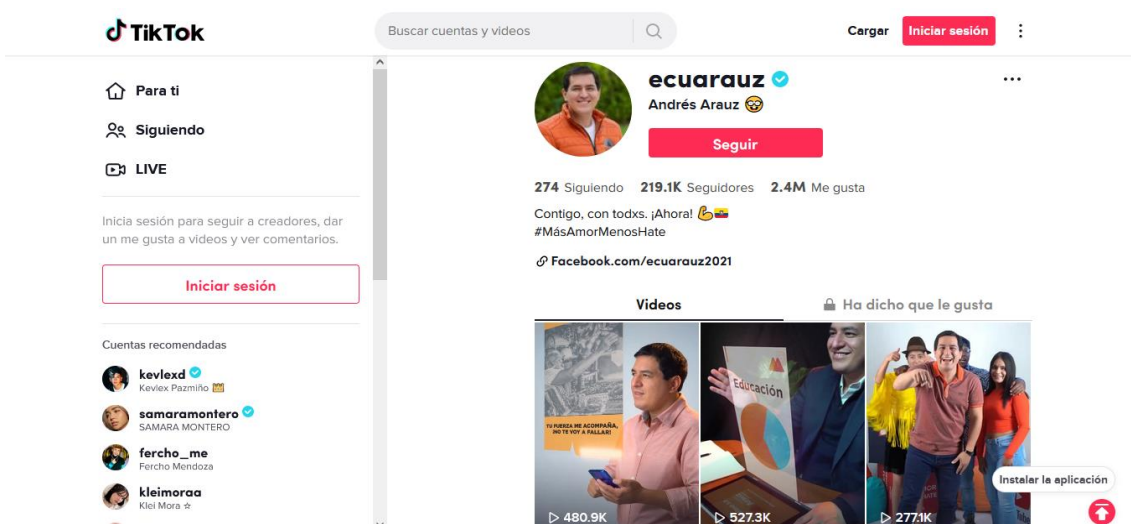 TikTok
Buscar cuentas y videos
Cargar
Iniciar sesión
Para ti
Siguiendo
LIVE
Inicia sesión para seguir a creadores, dar
un me gusta a videos y ver comentarios.
Iniciar sesión
Cuentas recomendadas
kevlexd
Kevlex Pazmiño
samaramontero
SAMARA MONTERO
fercho_me
Fercho Mendoza
kleimoraa
Klei Mora ☆
ecuarauz
Andrés Arauz 🤓
Seguir
274 Siguiendo 219.1K Seguidores 2.4M Me gusta
Contigo, con todxs. ¡Ahora! 💪🇪🇨
#MásAmorMenosHate
Facebook.com/ecuarauz2021
Videos
Ha dicho que le gusta
TU FUERZA ME ACOMPAÑA,
¡NO TE VOY A FALLAR!
480.9K
Educación
527.3K
277.1K
Instalar la aplicación